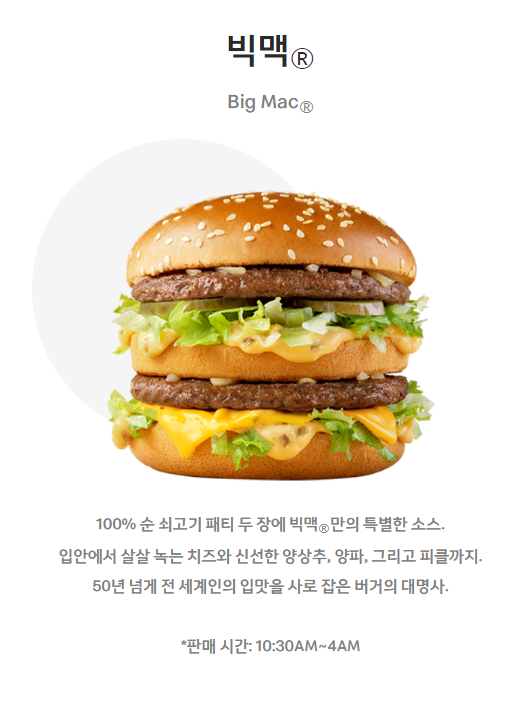 빅맥®
Big Mac®
100% 순 쇠고기 패티 두 장에 빅맥®만의 특별한 소스.
입안에서 살살 녹는 치즈와 신선한 양상추, 양파, 그리고 피클까지.
50년 넘게 전 세계인의 입맛을 사로 잡은 버거의 대명사.
*판매 시간: 10:30AM~4AM